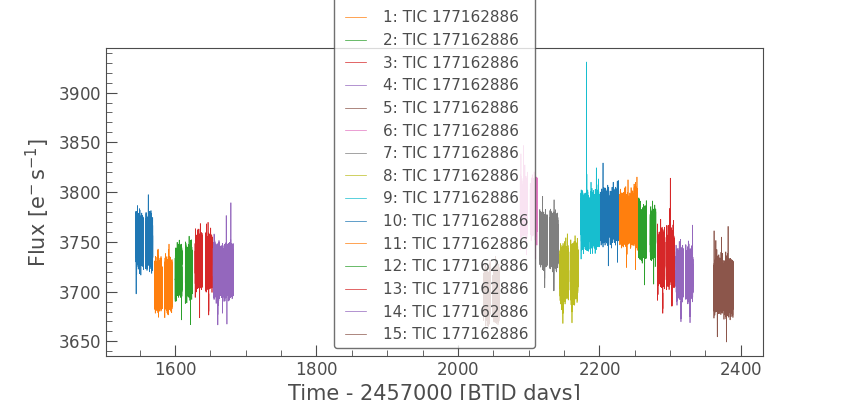 1: TIC 177162886
2: TIC 177162886
3: TIC 177162886
4: TIC 177162886
5: TIC 177162886
6: TIC 177162886
7: TIC 177162886
8: TIC 177162886
9: TIC 177162886
10: TIC 177162886
11: TIC 177162886
12: TIC 177162886
13: TIC 177162886
14: TIC 177162886
15: TIC 177162886
Flux [e⁻ s⁻¹]
3900
3850
3800
3750
3700
3650
1600 1800 2000 2200 2400
Time - 2457000 [BTJD days]